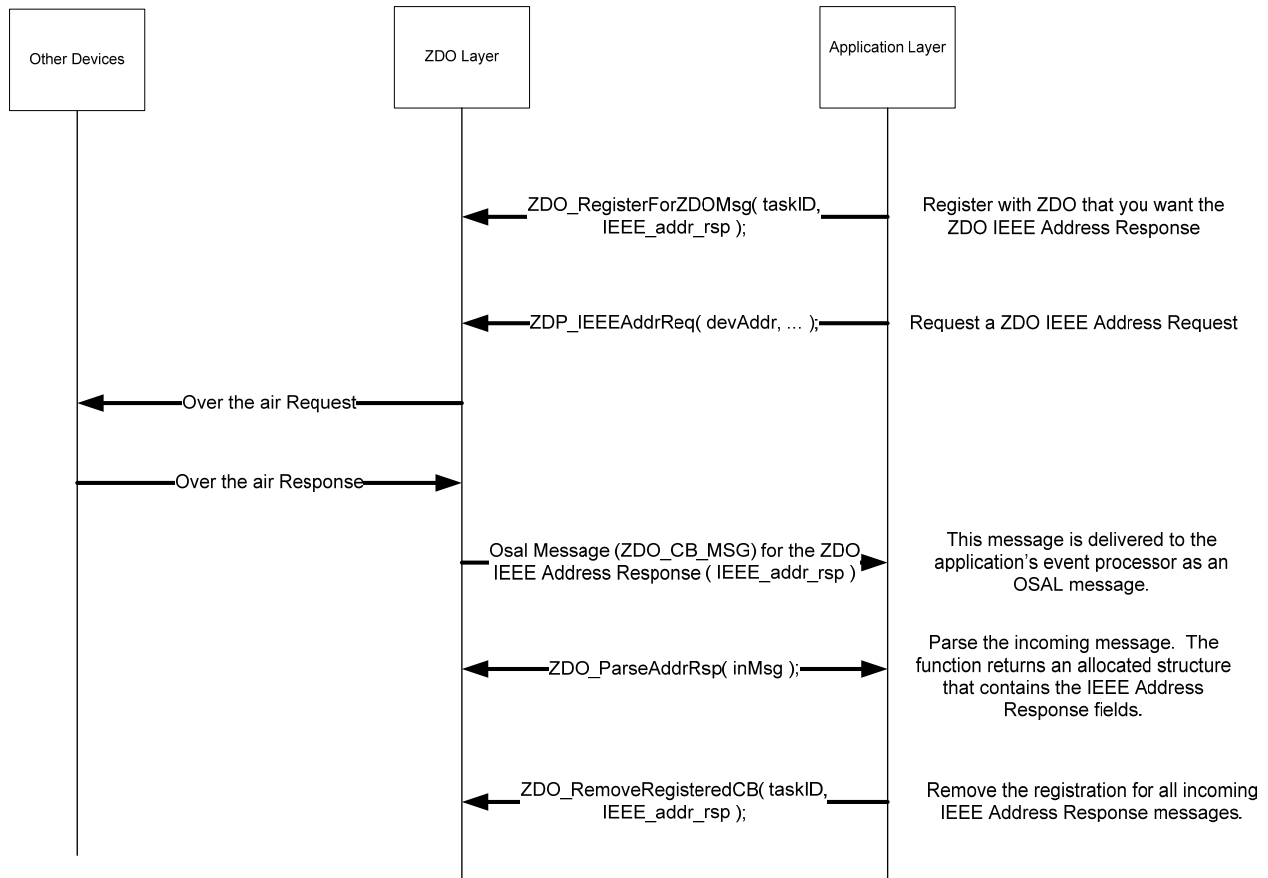 Other Devices
ZDO Layer
Application Layer
ZDO_RegisterForZDOMsg( taskID,
IEEE_addr_rsp );
Register with ZDO that you want the
ZDO IEEE Address Response
ZDP_IEEEAddrReq( devAddr, ... );
Request a ZDO IEEE Address Request
Over the air Request
Over the air Response
Osal Message (ZDO_CB_MSG) for the ZDO
IEEE Address Response ( IEEE_addr_rsp )
This message is delivered to the
application’s event processor as an
OSAL message.
ZDO_ParseAddrRsp( inMsg );
Parse the incoming message.  The
function returns an allocated structure
that contains the IEEE Address
Response fields.
ZDO_RemoveRegisteredCB( taskID,
IEEE_addr_rsp );
Remove the registration for all incoming
IEEE Address Response messages.